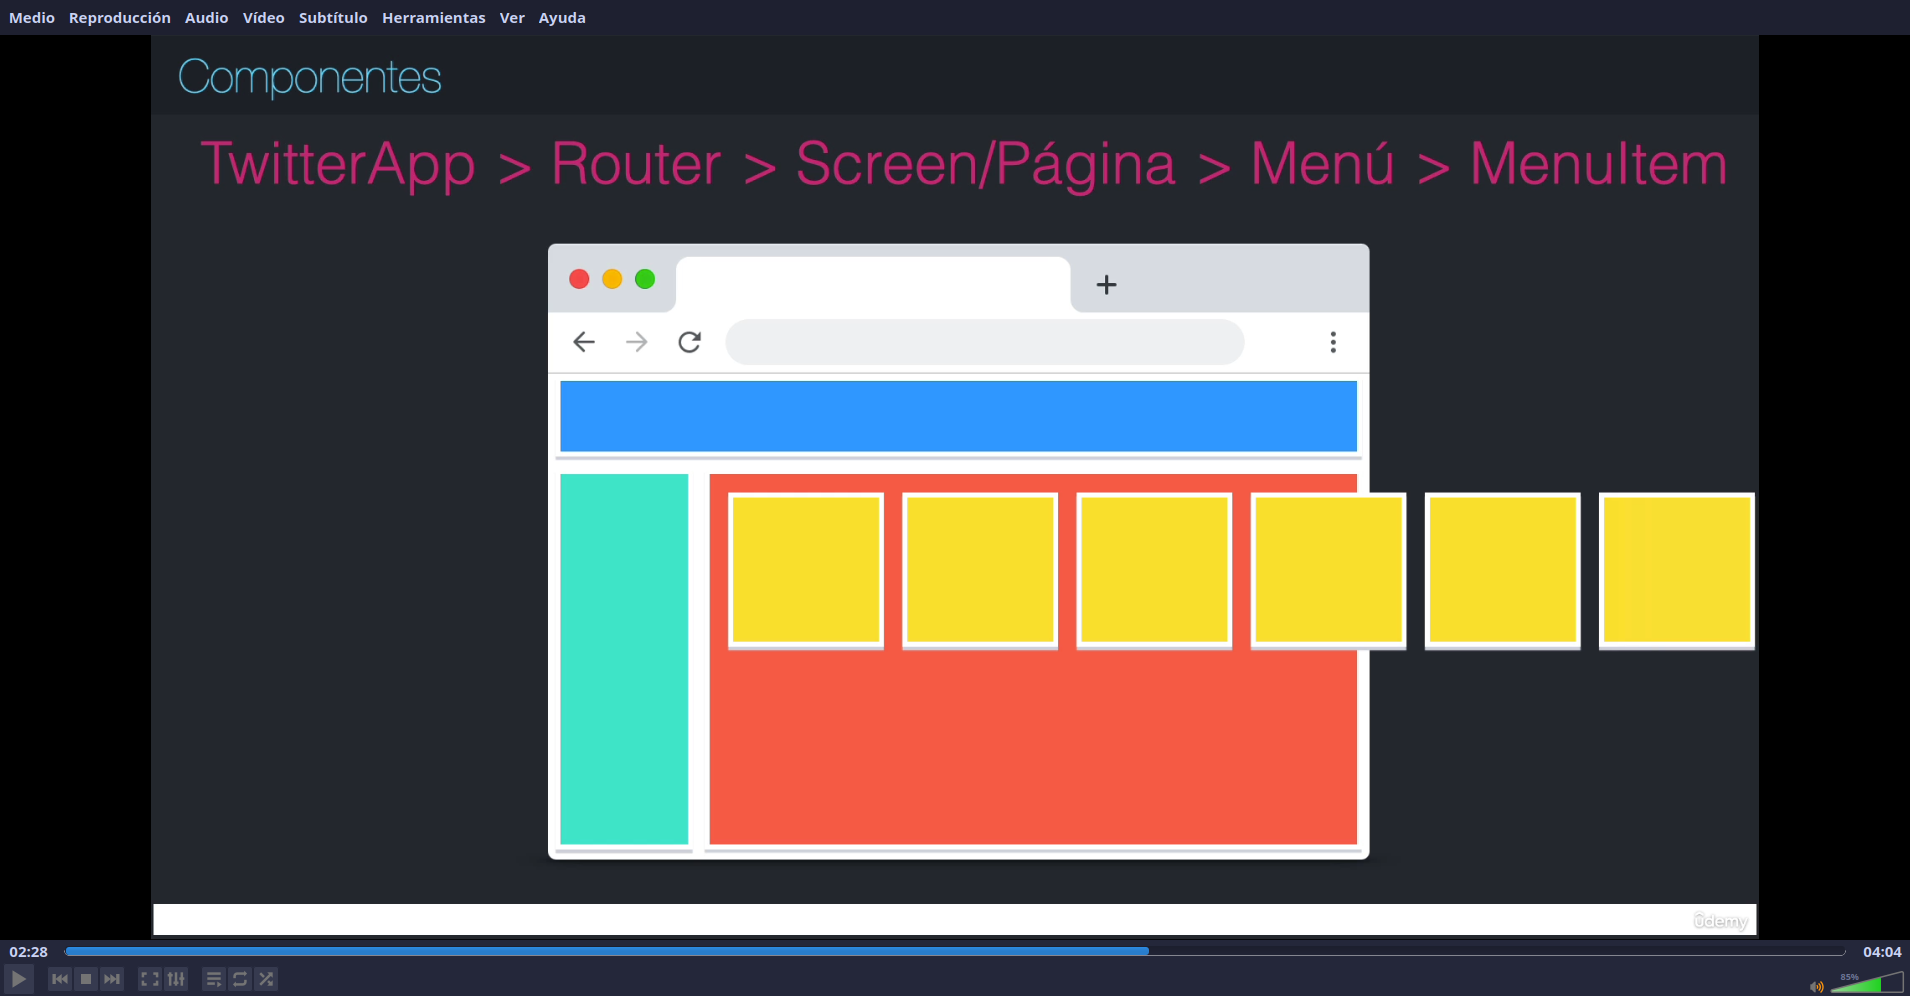 Medio Reproducción Audio Vídeo Subtítulo Herramientas Ver Ayuda
Componentes
TwitterApp > Router > Screen/Página > Menú > MenuItem
ûdemy
02:28
04:04
85%